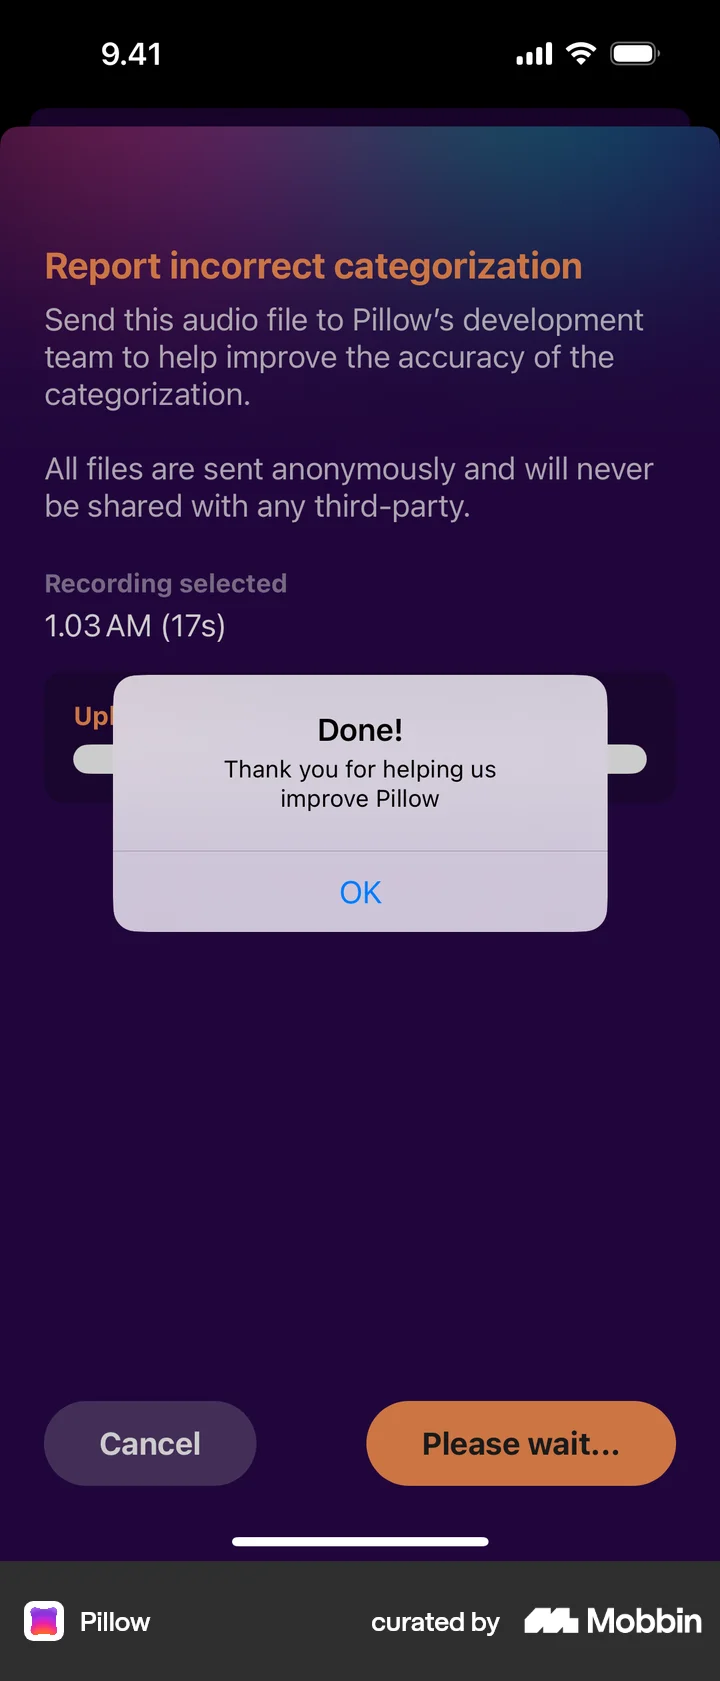 9.41
Report incorrect categorization
Send this audio file to Pillow’s development
team to help improve the accuracy of the
categorization.
All files are sent anonymously and will never
be shared with any third-party.
Recording selected
1.03 AM (17s)
Upl
Done!
Thank you for helping us
improve Pillow
OK
Cancel
Please wait...
Pillow
curated by
Mobbin